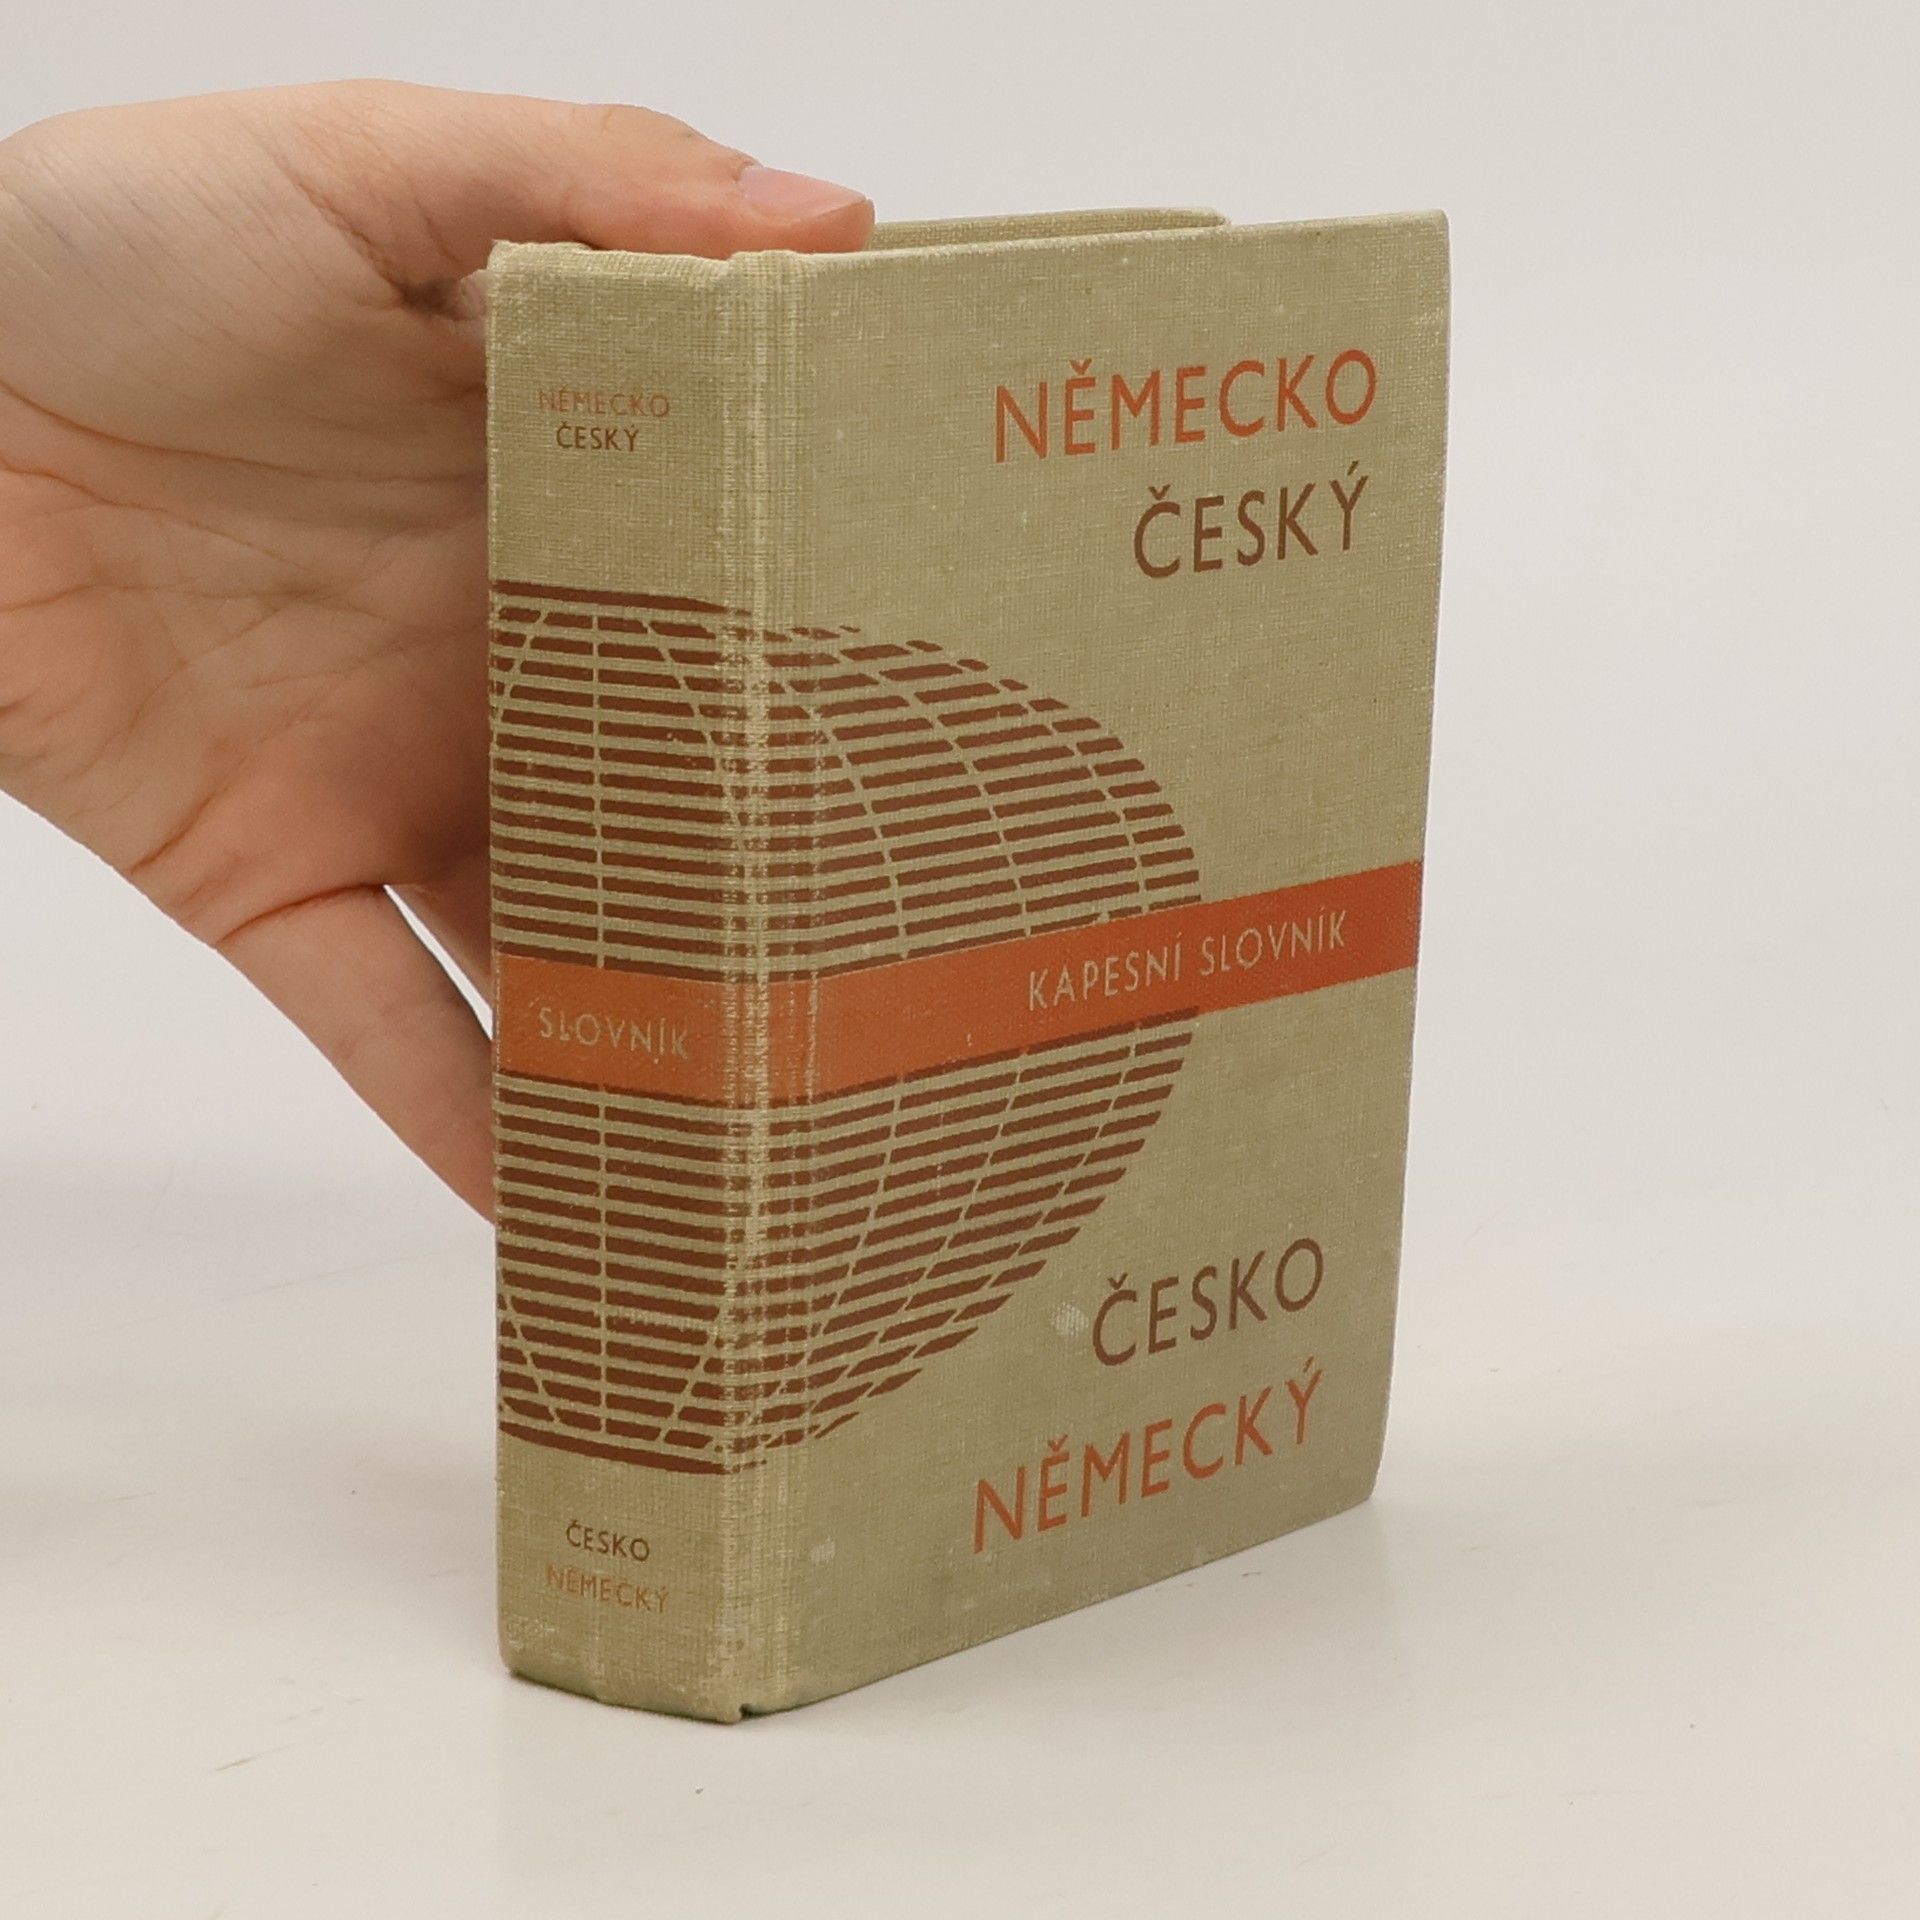 NĚMECKO
ČESKÝ
SLOVNÍK
ČESKO
NĚMECKÝ
NĚMECKO
ČESKÝ
KAPESNÍ SLOVNÍK
ČESKO
NĚMECKÝ